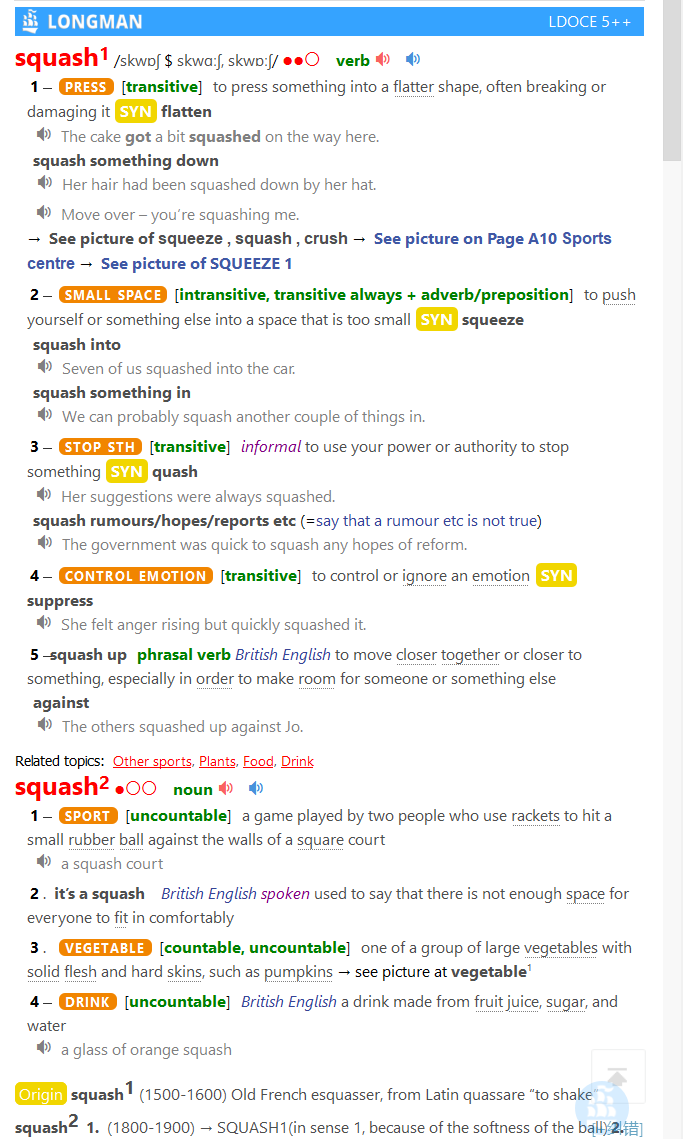 LONGMAN LDOCE 5++
squash1 /skwɒʃ $ skwɑːʃ, skwɒːʃ/ ●●○ verb
1 – PRESS [transitive] to press something into a flatter shape, often breaking or
damaging it SYN flatten
The cake got a bit squashed on the way here.
squash something down
Her hair had been squashed down by her hat.
Move over – you’re squashing me.
→ See picture of squeeze , squash , crush → See picture on Page A10 Sports
centre → See picture of SQUEEZE 1
2 – SMALL SPACE [intransitive, transitive always + adverb/preposition] to push
yourself or something else into a space that is too small SYN squeeze
squash into
Seven of us squashed into the car.
squash something in
We can probably squash another couple of things in.
3 – STOP STH [transitive] informal to use your power or authority to stop
something SYN quash
Her suggestions were always squashed.
squash rumours/hopes/reports etc (=say that a rumour etc is not true)
The government was quick to squash any hopes of reform.
4 – CONTROL EMOTION [transitive] to control or ignore an emotion SYN
suppress
She felt anger rising but quickly squashed it.
5 –squash up phrasal verb British English to move closer together or closer to
something, especially in order to make room for someone or something else
against
The others squashed up against Jo.
Related topics: Other sports, Plants, Food, Drink
squash2 ●○○ noun
1 – SPORT [uncountable] a game played by two people who use rackets to hit a
small rubber ball against the walls of a square court
a squash court
2 . it’s a squash British English spoken used to say that there is not enough space for
everyone to fit in comfortably
3 . VEGETABLE [countable, uncountable] one of a group of large vegetables with
solid flesh and hard skins, such as pumpkins → see picture at vegetable1
4 – DRINK [uncountable] British English a drink made from fruit juice, sugar, and
water
a glass of orange squash
Origin squash1 (1500-1600) Old French esquasser, from Latin quassare “to shake”
squash2 1. (1800-1900) → SQUASH1(in sense 1, because of the softness of the ball) 2.